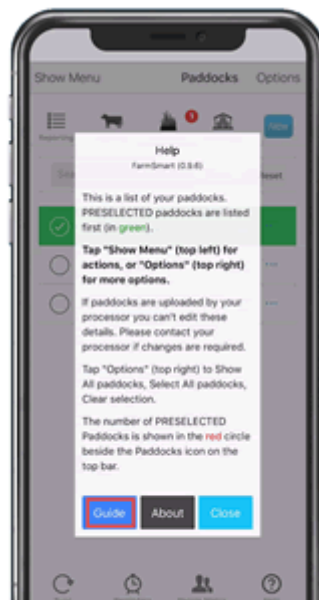 Show Menu Paddocks Options
New
Help
FarmSmart (0.9.6)
This is a list of your paddocks.
PRESELECTED paddocks are listed
first (in green).
Tap "Show Menu" (top left) for
actions, or "Options" (top right)
for more options.
If paddocks are uploaded by your
processor you can't edit these
details. Please contact your
processor if changes are required.
Tap "Options" (top right) to Show
All paddocks, Select All paddocks,
Clear selection.
The number of PRESELECTED
Paddocks is shown in the red circle
beside the Paddocks icon on the
top bar.
Guide About Close